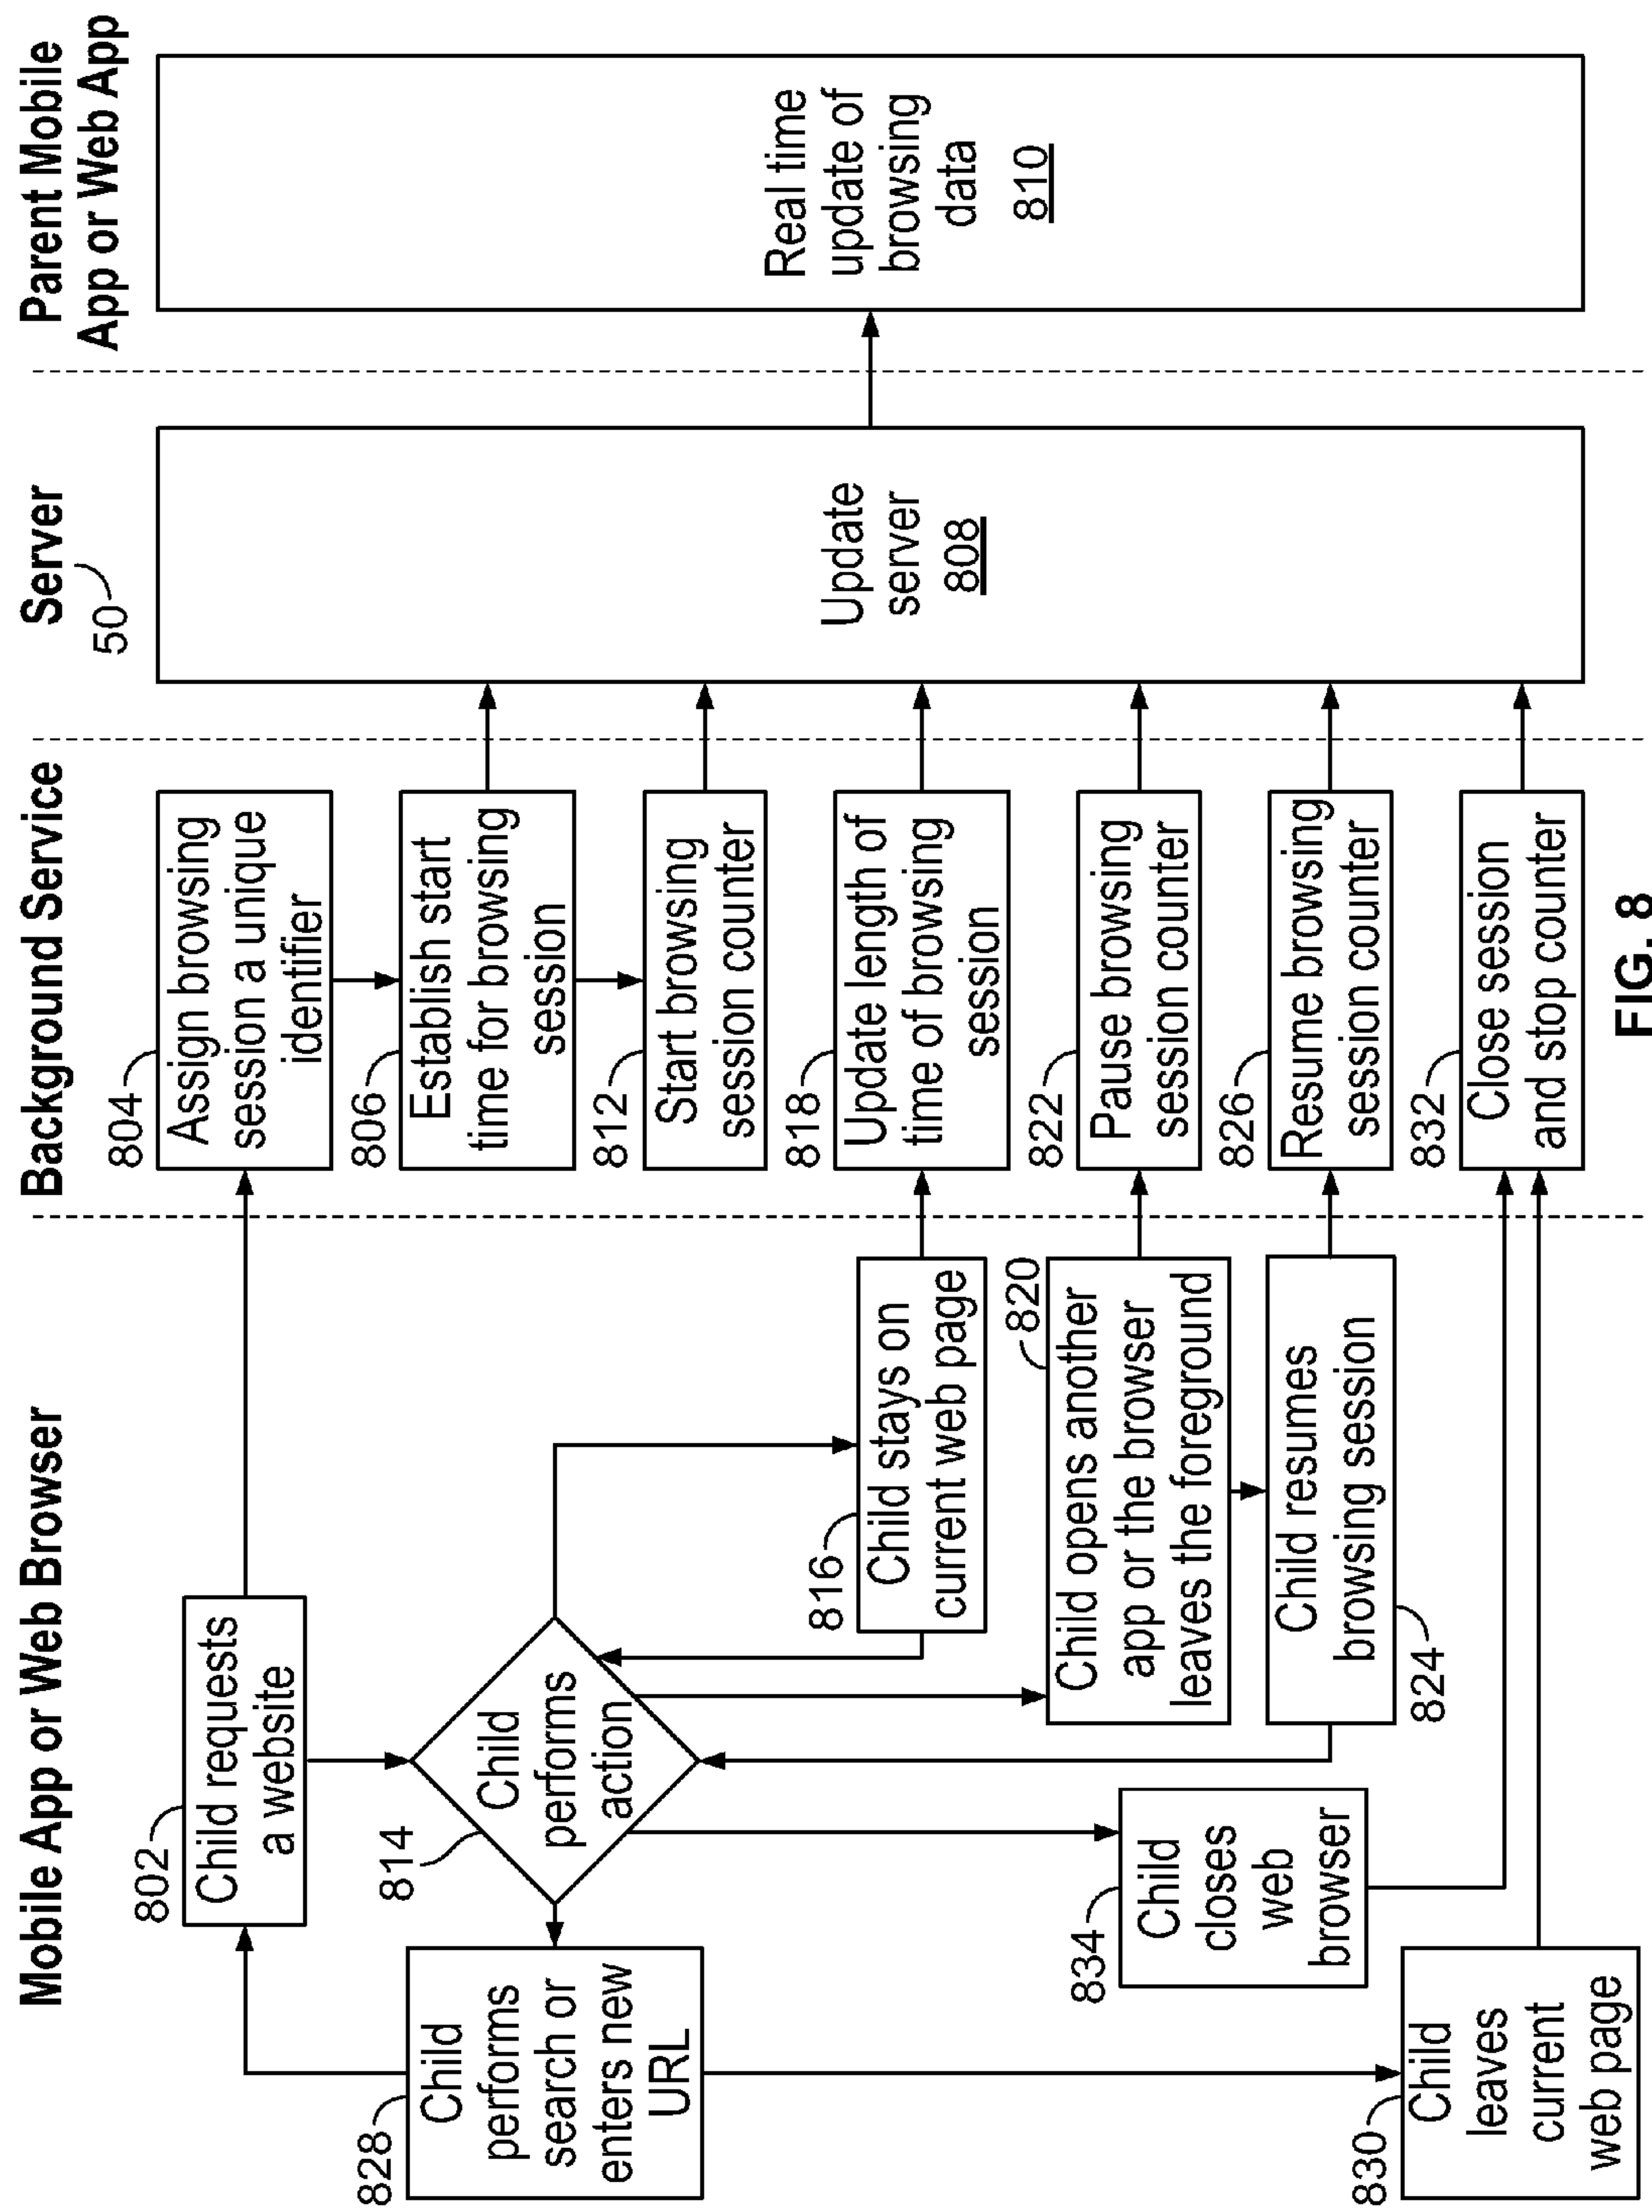 Mobile App or Web Browser
802
Child requests
a website
828
Child
performs
search or
enters new
URL
814
Child
performs
action
816
Child stays on
current web page
820
Child opens another
app or the browser
leaves the foreground
Child resumes
browsing session
824
834
Child
closes
web
browser
830
Child
leaves
current
web page
Background Service
804
Assign browsing
session a unique
identifier
806
Establish start
time for browsing
session
812
Start browsing
session counter
818
Update length of
time of browsing
session
822
Pause browsing
session counter
826
Resume browsing
session counter
832
Close session
and stop counter
Server
50
Update
server
808
Parent Mobile
App or Web App
Real time
update of
browsing
data
810
FIG. 8